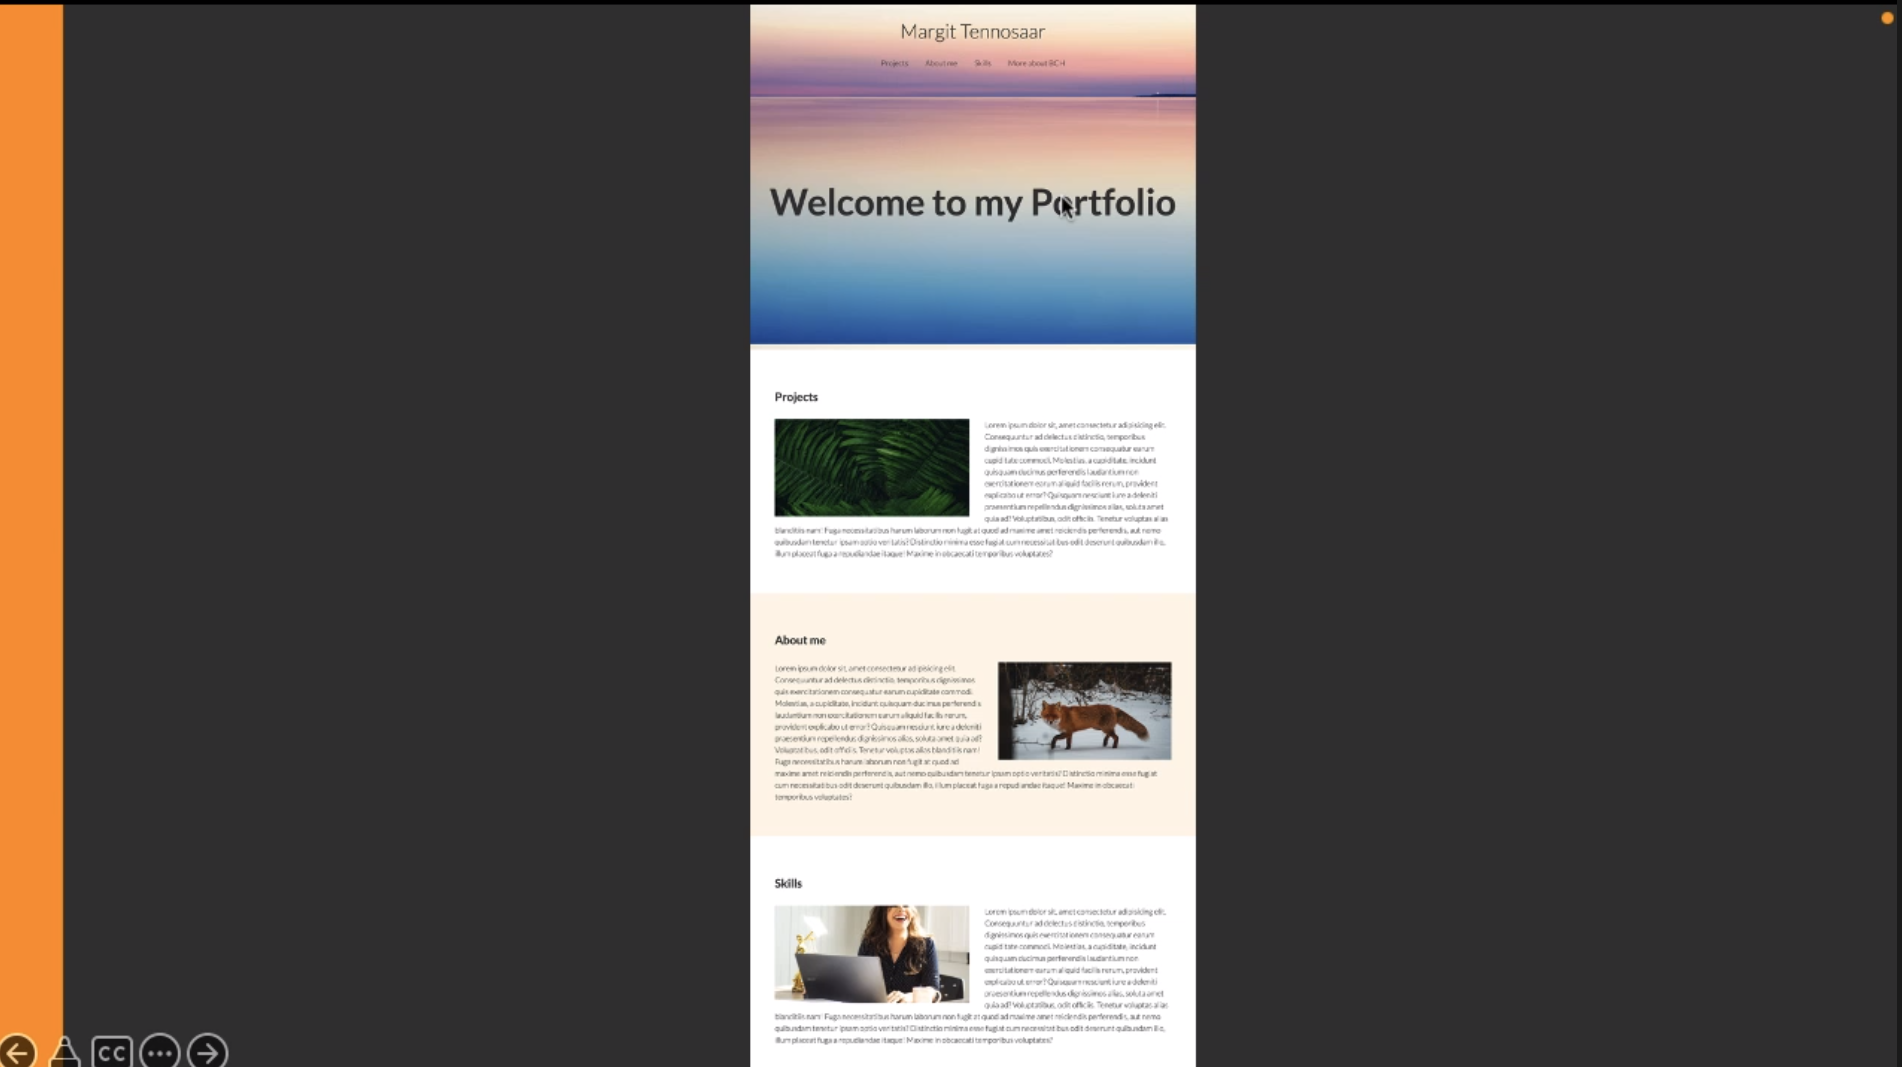 Margit Tennosaar
Projects About me Skills More about BCH
Welcome to my Portfolio
Projects
Lorem ipsum dolor sit, amet consectetur adipisicing elit.
Consequuntur ad delectus distinctio, temporibus
dignissimos quis exercitationem consequatur earum
cupiditate commodi. Molestias, a cupiditate, incidunt
quisquam ducimus perferendis laudantium non
exercitationem earum aliquid facilis rerum, provident
explicabo ut error? Quisquam nesciunt iure a deleniti
praesentium repellendus dignissimos alias, soluta amet
quia ad? Voluptatibus, odit officiis. Tenetur voluptas alias
blanditiis nam! Fuga necessitatibus harum laborum non fugit at quod ad maxime amet reiciendis perferendis, aut nemo
quibusdam tenetur ipsam optio veritatis? Distinctio minima esse fugiat cum necessitatibus odit deserunt quibusdam illo,
illum placeat fuga a repudiandae itaque! Maxime in obcaecati temporibus voluptates?
About me
Lorem ipsum dolor sit, amet consectetur adipisicing elit.
Consequuntur ad delectus distinctio, temporibus dignissimos
quis exercitationem consequatur earum cupiditate commodi.
Molestias, a cupiditate, incidunt quisquam ducimus perferendis
laudantium non exercitationem earum aliquid facilis rerum,
provident explicabo ut error? Quisquam nesciunt iure a deleniti
praesentium repellendus dignissimos alias, soluta amet quia ad?
Voluptatibus, odit officiis. Tenetur voluptas alias blanditiis nam!
Fuga necessitatibus harum laborum non fugit at quod ad
maxime amet reiciendis perferendis, aut nemo quibusdam tenetur ipsam optio veritatis? Distinctio minima esse fugiat
cum necessitatibus odit deserunt quibusdam illo, illum placeat fuga a repudiandae itaque! Maxime in obcaecati
temporibus voluptates?
Skills
Lorem ipsum dolor sit, amet consectetur adipisicing elit.
Consequuntur ad delectus distinctio, temporibus
dignissimos quis exercitationem consequatur earum
cupiditate commodi. Molestias, a cupiditate, incidunt
quisquam ducimus perferendis laudantium non
exercitationem earum aliquid facilis rerum, provident
explicabo ut error? Quisquam nesciunt iure a deleniti
praesentium repellendus dignissimos alias, soluta amet
quia ad? Voluptatibus, odit officiis. Tenetur voluptas alias
blanditiis nam! Fuga necessitatibus harum laborum non fugit at quod ad maxime amet reiciendis perferendis, aut nemo
quibusdam tenetur ipsam optio veritatis? Distinctio minima esse fugiat cum necessitatibus odit deserunt quibusdam illo,
illum placeat fuga a repudiandae itaque! Maxime in obcaecati temporibus voluptates?
CC